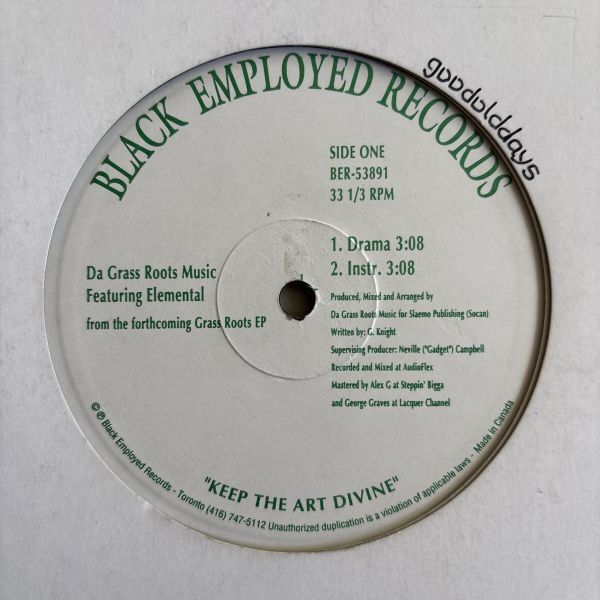 BLACK EMPLOYED RECORDS
goodolddays
SIDE ONE
BER-53891
33 1/3 RPM
1. Drama 3:08
2. Instr. 3:08
Da Grass Roots Music
Featuring Elemental
from the forthcoming Grass Roots EP
Produced, Mixed and Arranged by
Da Grass Roots Music for Slaemo Publishing (Socan)
Written by: G. Knight
Supervising Producer: Neville ("Gadget") Campbell
Recorded and Mixed at AudioFlex
Mastered by Alex G at Steppin' Bigga
and George Graves at Lacquer Channel
"KEEP THE ART DIVINE"
© ℗ Black Employed Records - Toronto (416) 747-5112 Unauthorized duplication is a violation of applicable laws - Made in Canada